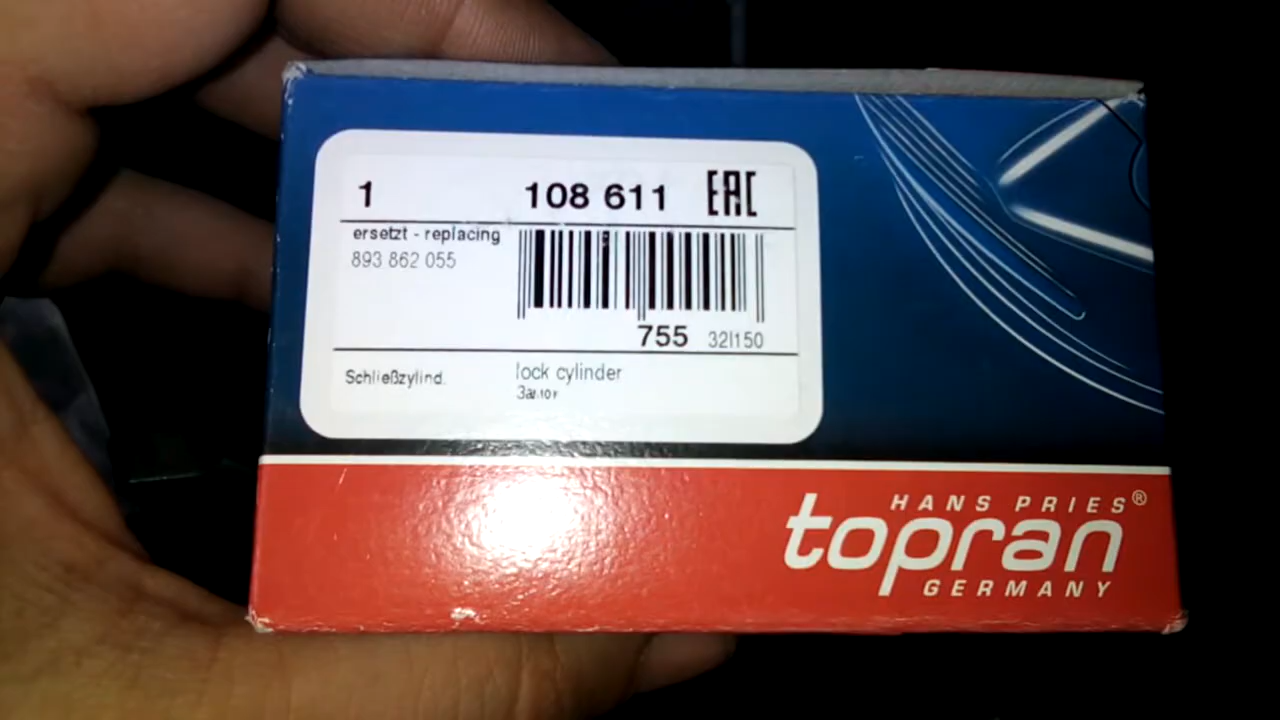 1 108 611 EAC
ersetzt - replacing
893 862 055
755 32I150
Schließzylind. lock cylinder
HANS PRIES®
topran
GERMANY